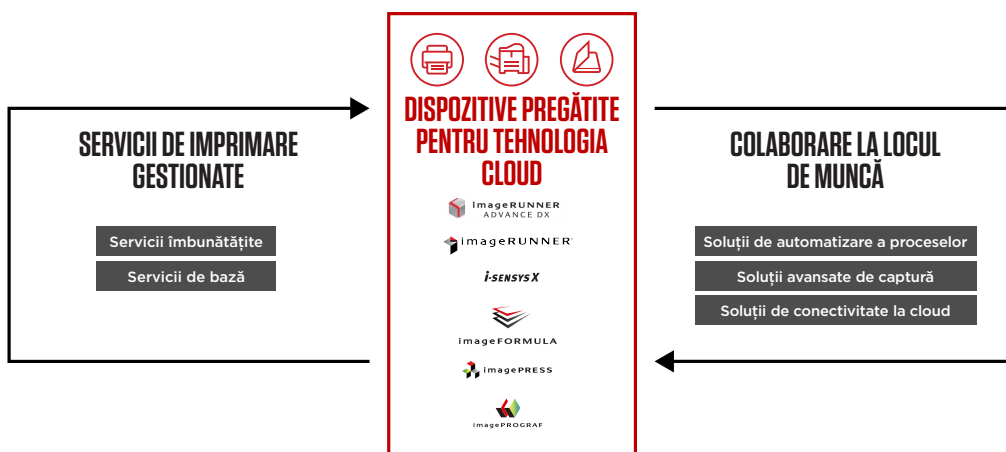 SERVICII DE IMPRIMARE
GESTIONATE
Servicii îmbunătățite
Servicii de bază
DISPOZITIVE PREGĂTITE
PENTRU TEHNOLOGIA
CLOUD
imageRUNNER
ADVANCE DX
imageRUNNER
i-SENSYS X
imageFORMULA
imagePRESS
imagePROGRAF
COLABORARE LA LOCUL
DE MUNCĂ
Soluții de automatizare a proceselor
Soluții avansate de captură
Soluții de conectivitate la cloud